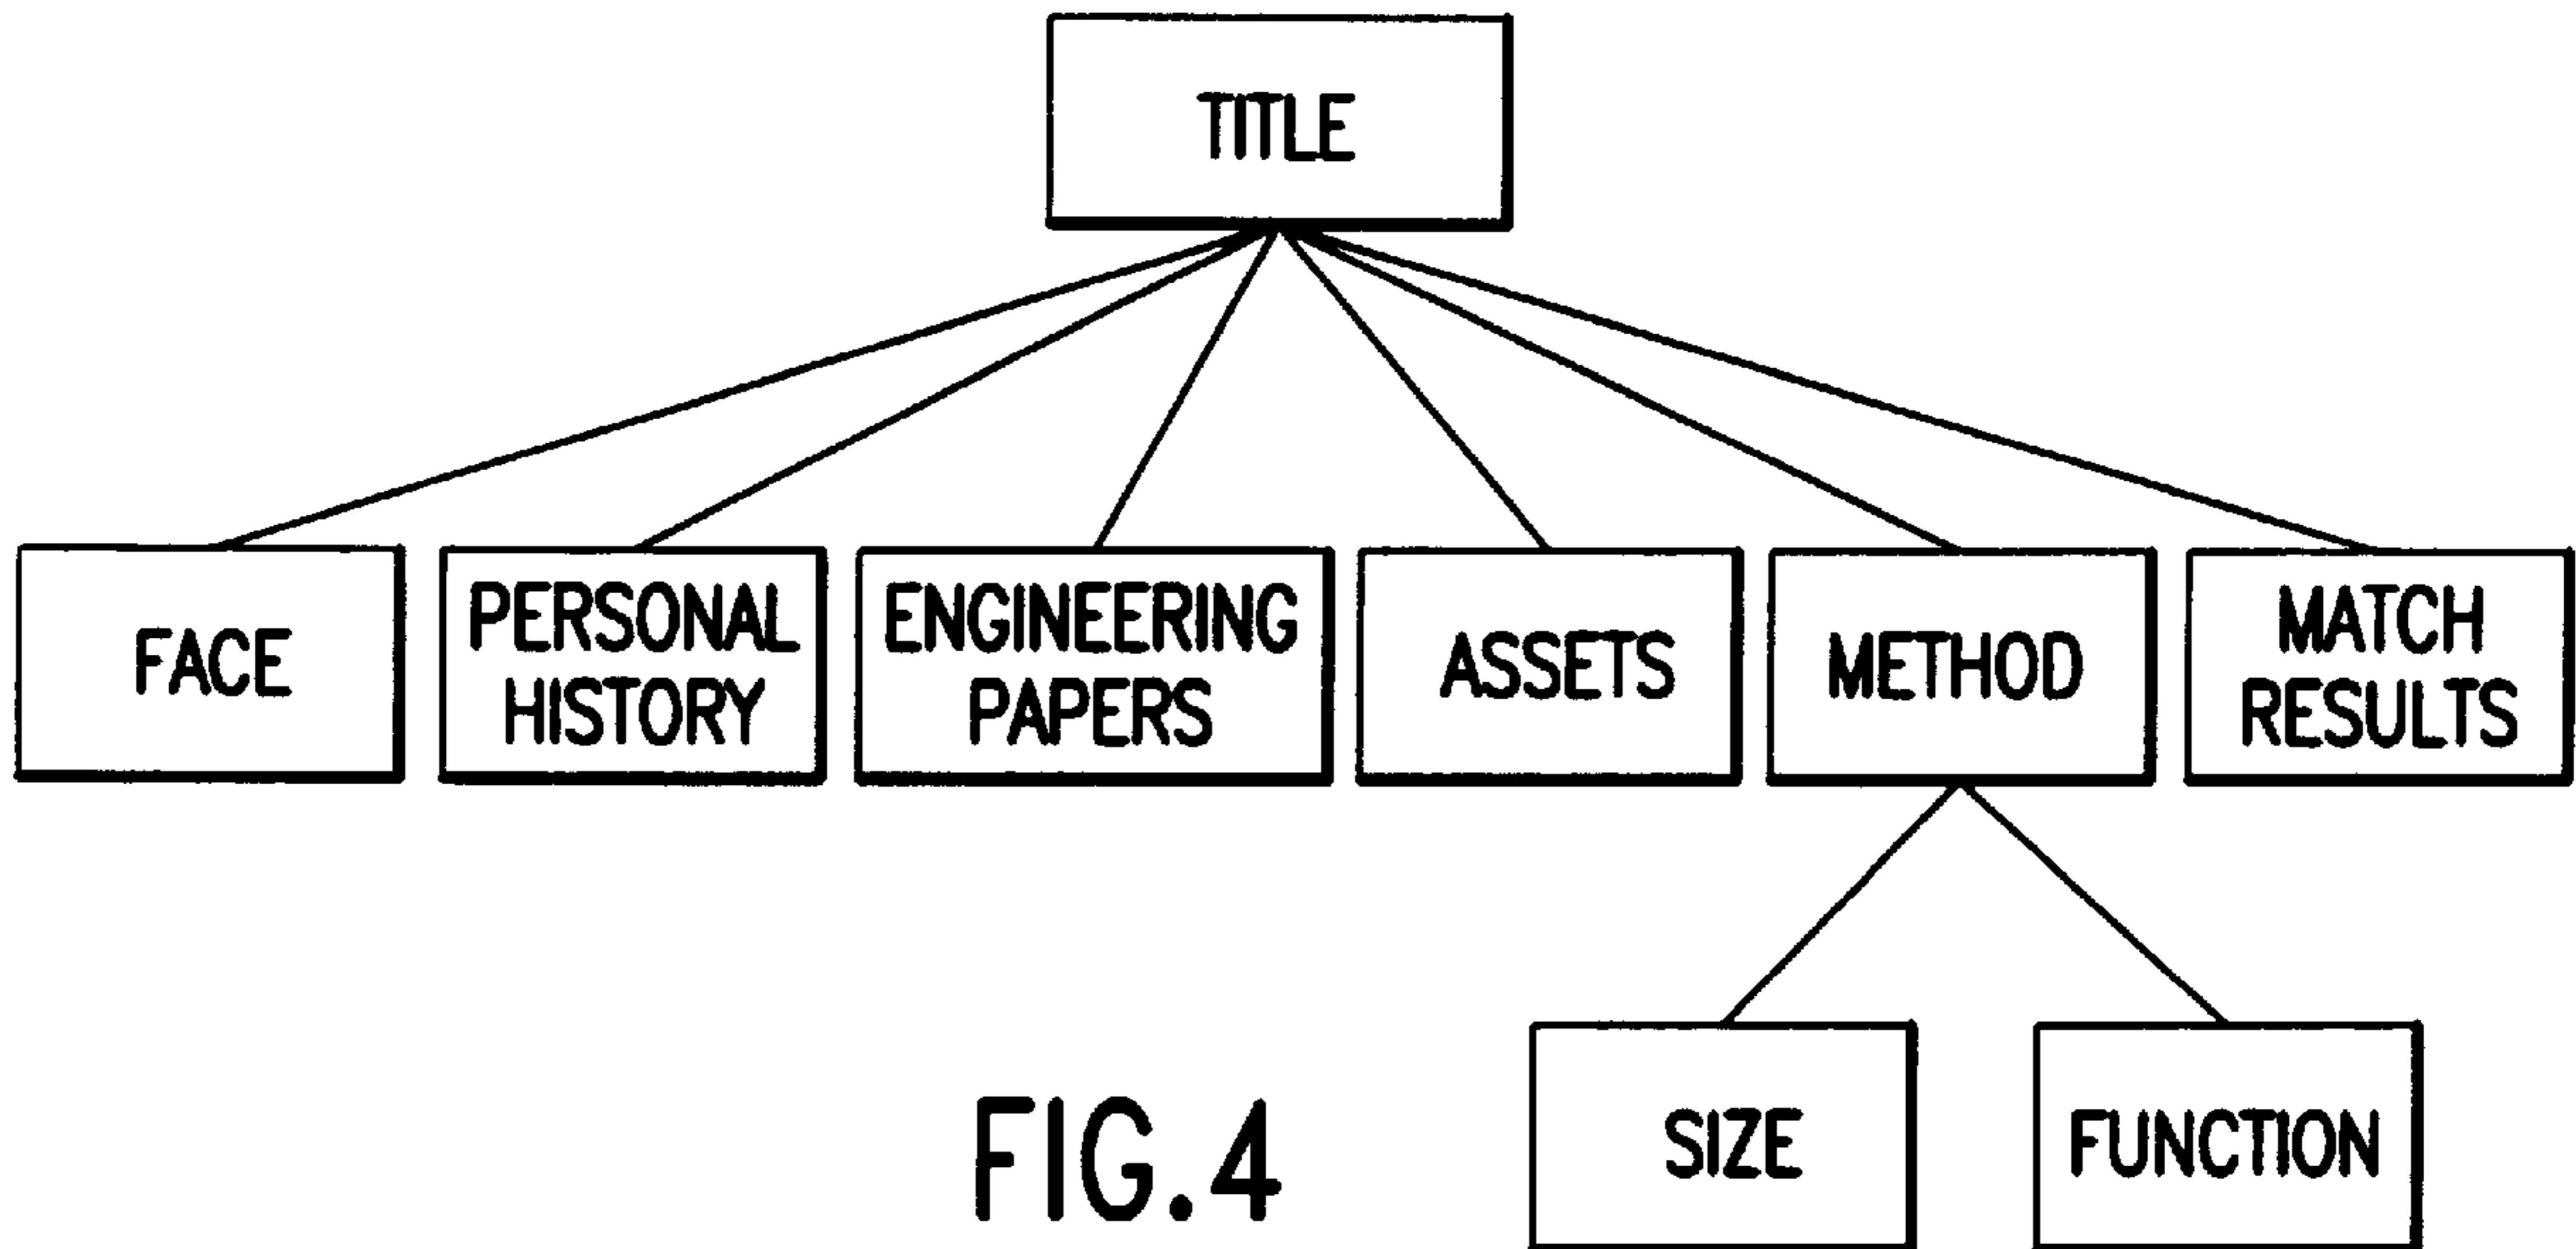 TITLE
FACE
PERSONAL
HISTORY
ENGINEERING
PAPERS
ASSETS
METHOD
MATCH
RESULTS
SIZE
FUNCTION
FIG.4